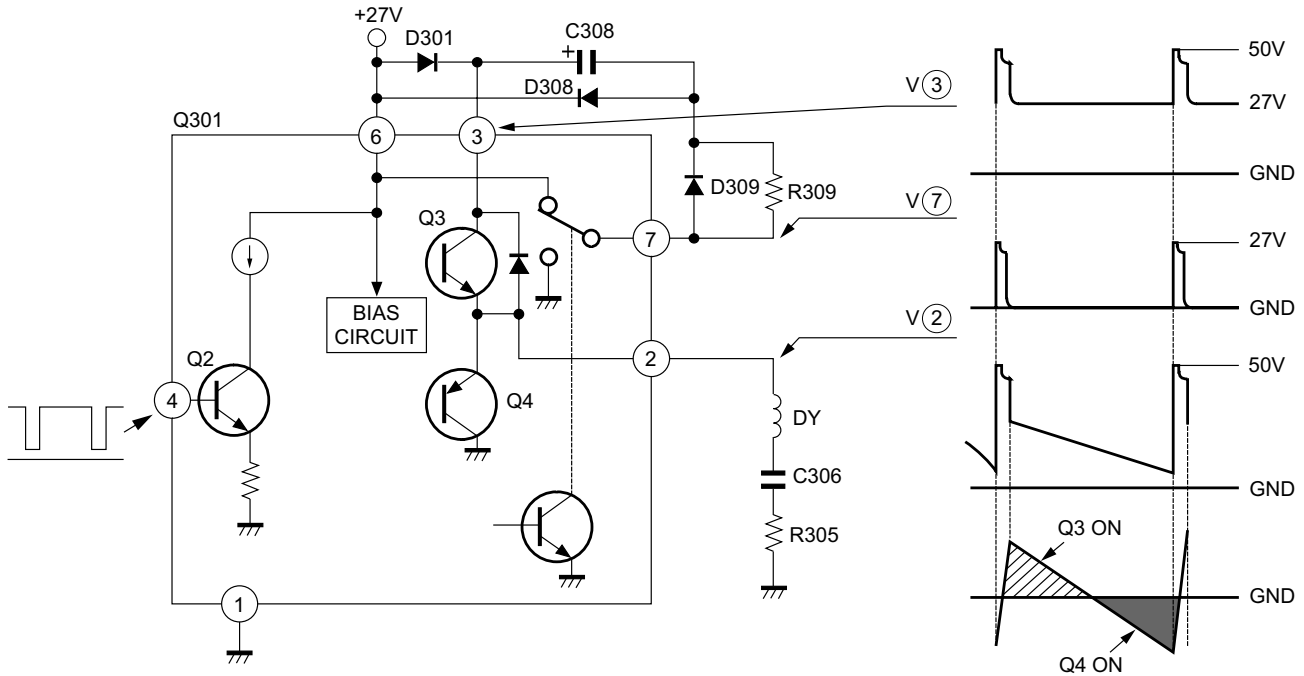 +27V
D301
C308
+
D308
Q301
6
3
D309
R309
Q3
7
BIAS
CIRCUIT
Q2
2
4
Q4
DY
C306
R305
1
V3
50V
27V
GND
V7
27V
GND
V2
50V
GND
Q3 ON
GND
Q4 ON